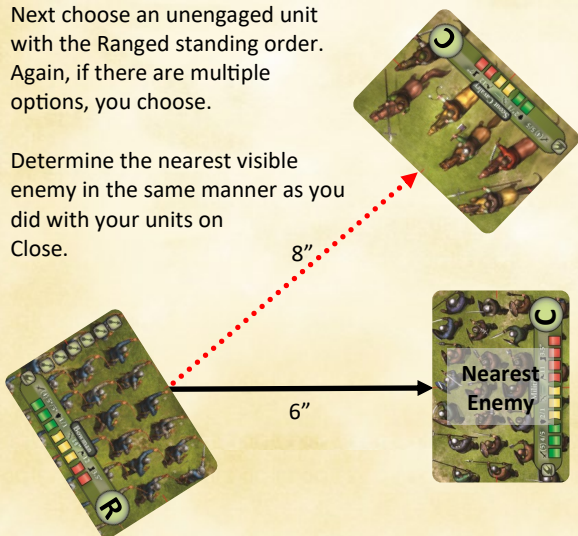 Next choose an unengaged unit
with the Ranged standing order.
Again, if there are multiple
options, you choose.
Determine the nearest visible
enemy in the same manner as you
did with your units on
Close.
8”
6”
C
C
Nearest
Enemy
R
Bowmen